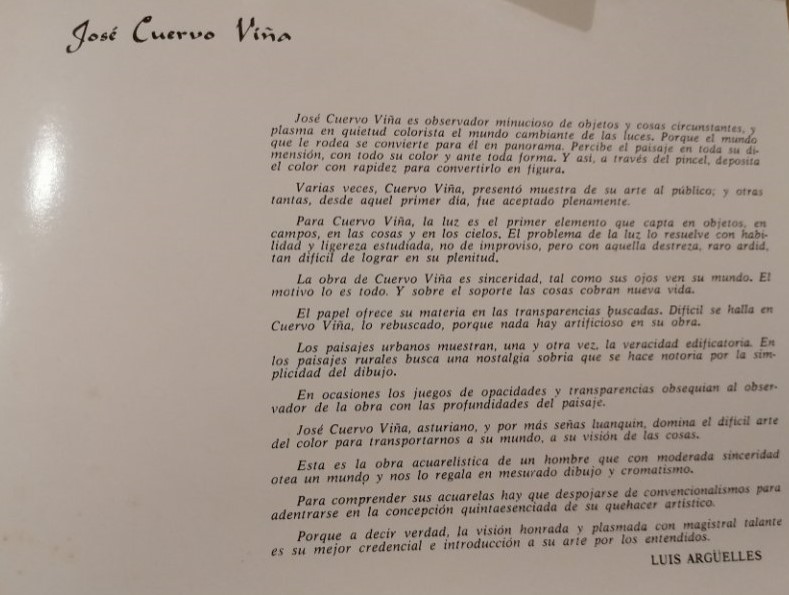 José Cuervo Viña
José Cuervo Viña es observador minucioso de objetos y cosas circunstantes, y
plasma en quietud colorista el mundo cambiante de las luces. Porque el mundo
que le rodea se convierte para él en panorama. Percibe el paisaje en toda su di-
mensión, con todo su color y ante toda forma. Y así, a través del pincel, deposita
el color con rapidez para convertirlo en figura.
Varias veces, Cuervo Viña, presentó muestra de su arte al público; y otras
tantas, desde aquel primer día, fue aceptado plenamente.
Para Cuervo Viña, la luz es el primer elemento que capta en objetos, en
campos, en las cosas y en los cielos. El problema de la luz lo resuelve con habi-
lidad y ligereza estudiada, no de improviso, pero con aquella destreza, raro ardid,
tan difícil de lograr en su plenitud.
La obra de Cuervo Viña es sinceridad, tal como sus ojos ven su mundo. El
motivo lo es todo. Y sobre el soporte las cosas cobran nueva vida.
El papel ofrece su materia en las transparencias buscadas. Difícil se halla en
Cuervo Viña, lo rebuscado, porque nada hay artificioso en su obra.
Los paisajes urbanos muestran, una y otra vez, la veracidad edificatoria. En
los paisajes rurales busca una nostalgia sobria que se hace notoria por la sim-
plicidad del dibujo.
En ocasiones los juegos de opacidades y transparencias obsequian al obser-
vador de la obra con las profundidades del paisaje.
José Cuervo Viña, asturiano, y por más señas luanquín, domina el difícil arte
del color para transportarnos a su mundo, a su visión de las cosas.
Esta es la obra acuarelística de un hombre que con moderada sinceridad
otea un mundo y nos lo regala en mesurado dibujo y cromatismo.
Para comprender sus acuarelas hay que despojarse de convencionalismos para
adentrarse en la concepción quintaesenciada de su quehacer artístico.
Porque a decir verdad, la visión honrada y plasmada con magistral talante
es su mejor credencial e introducción a su arte por los entendidos.
LUIS ARGÜELLES